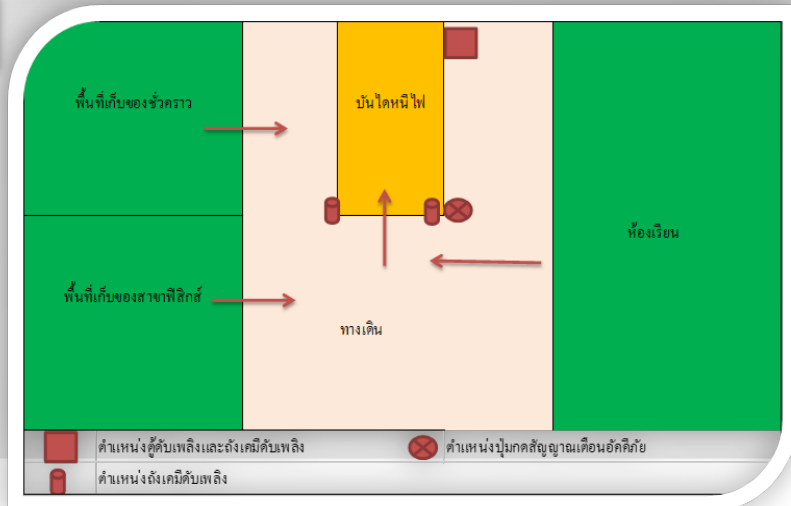 พื้นที่เก็บของชั่วคราว
บันไดหนีไฟ
ห้องเรียน
พื้นที่เก็บของสาขาฟิสิกส์
ทางเดิน
ตำแหน่งตู้ดับเพลิงและถังเคมีดับเพลิง
ตำแหน่งปุ่มกดสัญญาณเตือนอัคคีภัย
ตำแหน่งถังเคมีดับเพลิง